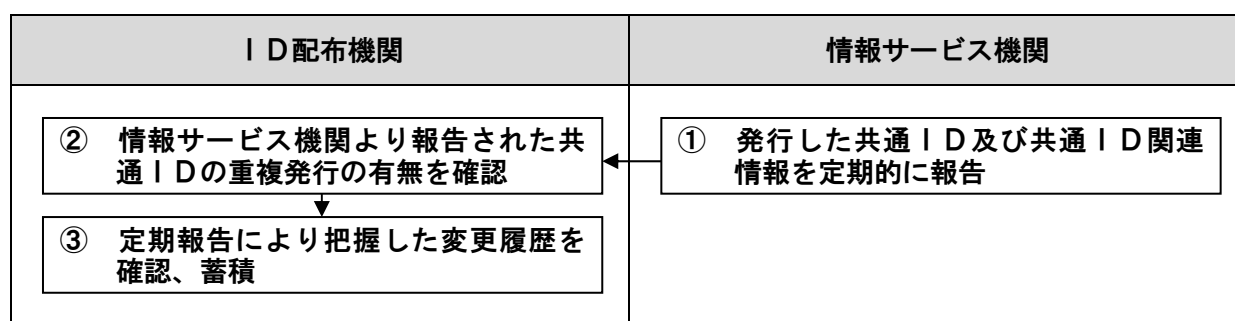 ＩＤ配布機関
情報サービス機関
② 情報サービス機関より報告された共
通ＩＤの重複発行の有無を確認
① 発行した共通ＩＤ及び共通ＩＤ関連
情報を定期的に報告
③ 定期報告により把握した変更履歴を
確認、蓄積